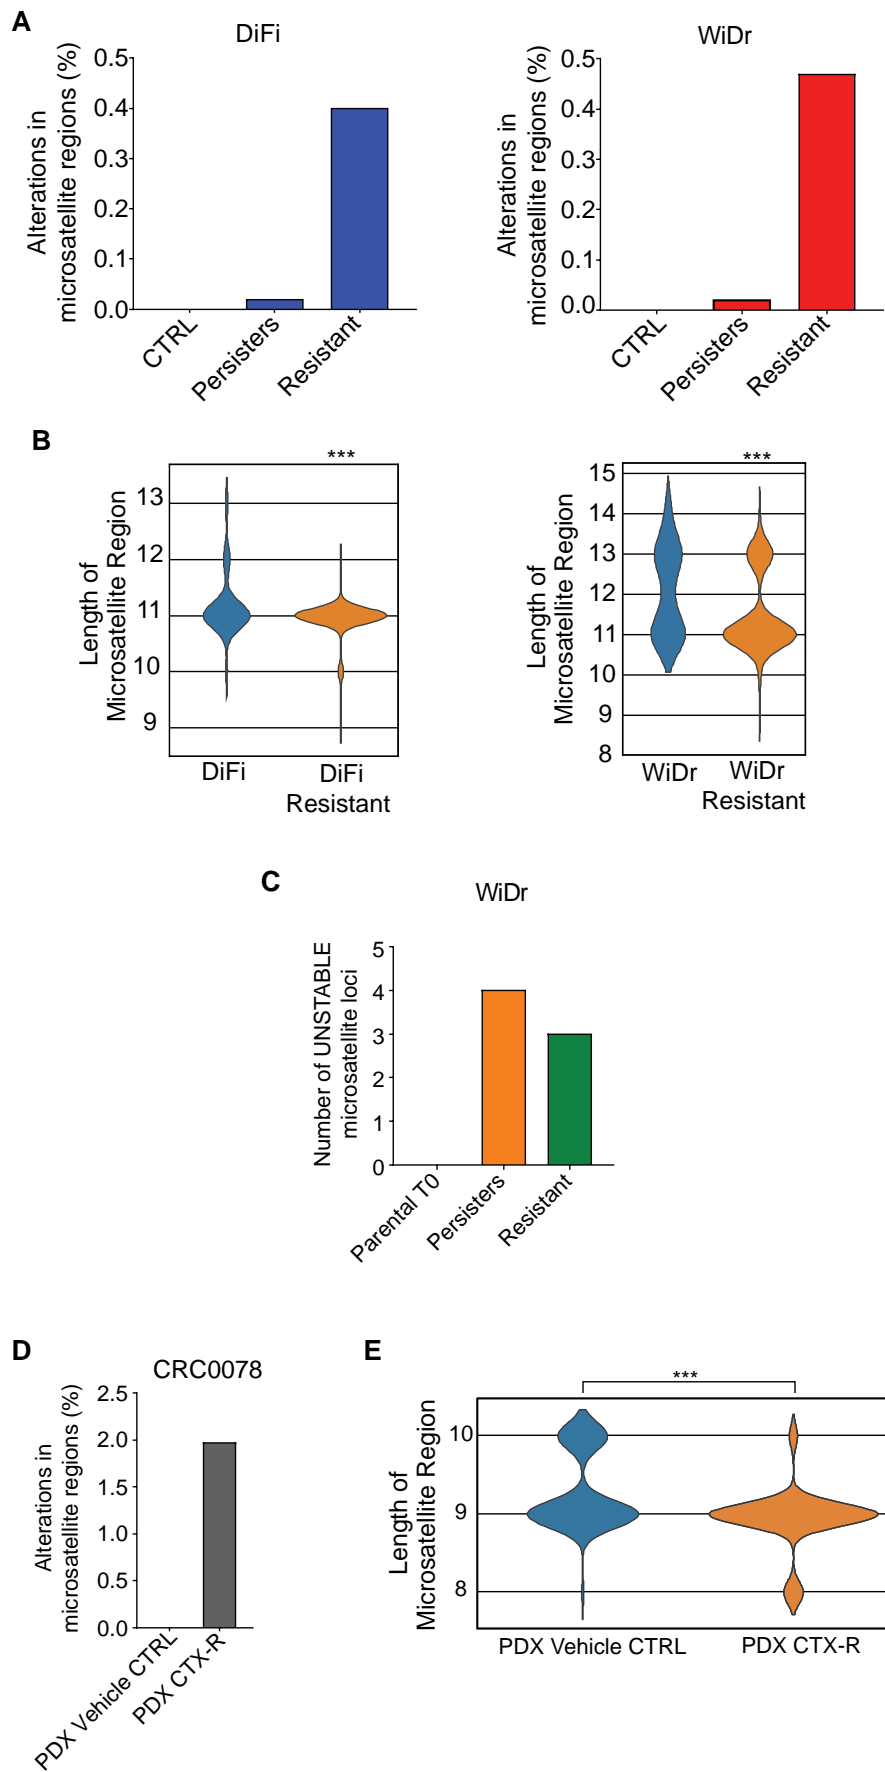 A
DiFi
WiDr
Alterations in
microsatellite regions (%)
0.5
0.4
0.3
0.2
0.1
0.0
CTRL
Persisters
Resistant
Alterations in
microsatellite regions (%)
0.5
0.4
0.3
0.2
0.1
0.0
CTRL
Persisters
Resistant
B
***
Length of
Microsatellite Region
13
12
11
10
9
DiFi
DiFi
Resistant
***
Length of
Microsatellite Region
15
14
13
12
11
10
9
8
WiDr
WiDr
Resistant
C
WiDr
Number of UNSTABLE
microsatellite loci
5
4
3
2
1
0
Parental T0
Persisters
Resistant
D
CRC0078
Alterations in
microsatellite regions (%)
2.5
2.0
1.5
1.0
0.5
0.0
PDX Vehicle CTRL
PDX CTX-R
E
***
Length of
Microsatellite Region
10
9
8
PDX Vehicle CTRL
PDX CTX-R